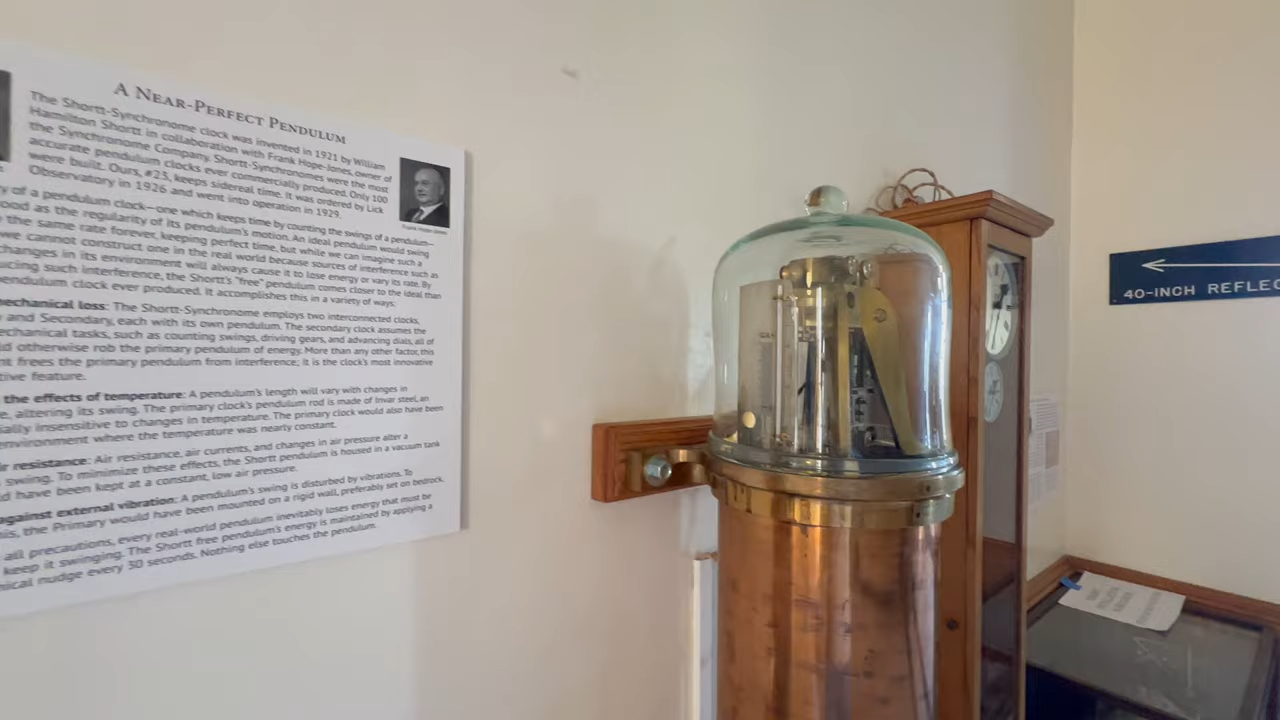 A NEAR-PERFECT PENDULUM
The Shortt-Synchronome clock was invented in 1921 by William
Hamilton Shortt in collaboration with Frank Hope-Jones, owner of
the Synchronome Company. Shortt-Synchronomes were the most
accurate pendulum clocks ever commercially produced. Only 100
were built. Ours, #23, keeps sidereal time. It was ordered by Lick
Observatory in 1926 and went into operation in 1929.
Frank Hope-Jones
y of a pendulum clock—one which keeps time by counting the swings of a pendulum—
ood as the regularity of its pendulum's motion. An ideal pendulum would swing
the same rate forever, keeping perfect time, but while we can imagine such a
we cannot construct one in the real world because sources of interference such as
changes in its environment will always cause it to lose energy or vary its rate. By
ucing such interference, the Shortt's "free" pendulum comes closer to the ideal than
endulum clock ever produced. It accomplishes this in a variety of ways:
mechanical loss: The Shortt-Synchronome employs two interconnected clocks,
y and Secondary, each with its own pendulum. The secondary clock assumes the
echanical tasks, such as counting swings, driving gears, and advancing dials, all of
ld otherwise rob the primary pendulum of energy. More than any other factor, this
nt frees the primary pendulum from interference; it is the clock's most innovative
tive feature.
the effects of temperature: A pendulum's length will vary with changes in
e, altering its swing. The primary clock's pendulum rod is made of Invar steel, an
ially insensitive to changes in temperature. The primary clock would also have been
environment where the temperature was nearly constant.
ir resistance: Air resistance, air currents, and changes in air pressure alter a
swing. To minimize these effects, the Shortt pendulum is housed in a vacuum tank
d have been kept at a constant, low air pressure.
against external vibration: A pendulum's swing is disturbed by vibrations. To
his, the Primary would have been mounted on a rigid wall, preferably set on bedrock.
all precautions, every real-world pendulum inevitably loses energy that must be
keep it swinging. The Shortt free pendulum's energy is maintained by applying a
nical nudge every 30 seconds. Nothing else touches the pendulum.
40-INCH REFLEC